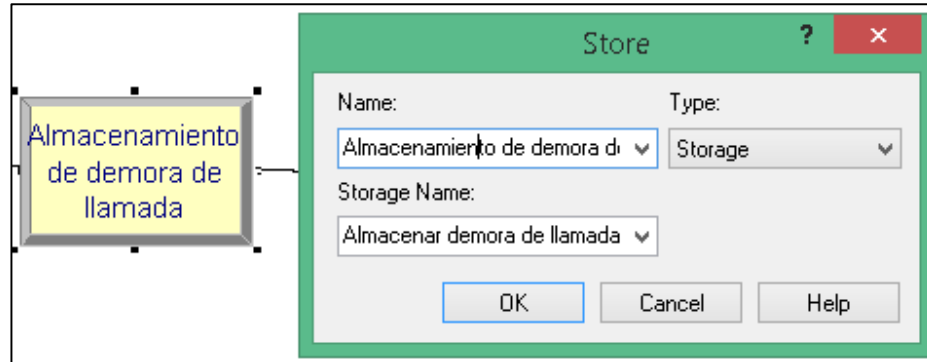 Almacenamiento
de demora de
llamada
Store
?
×
Name:
Type:
Almacenamiento de demora d
Storage
Storage Name:
Almacenar demora de llamada
OK
Cancel
Help